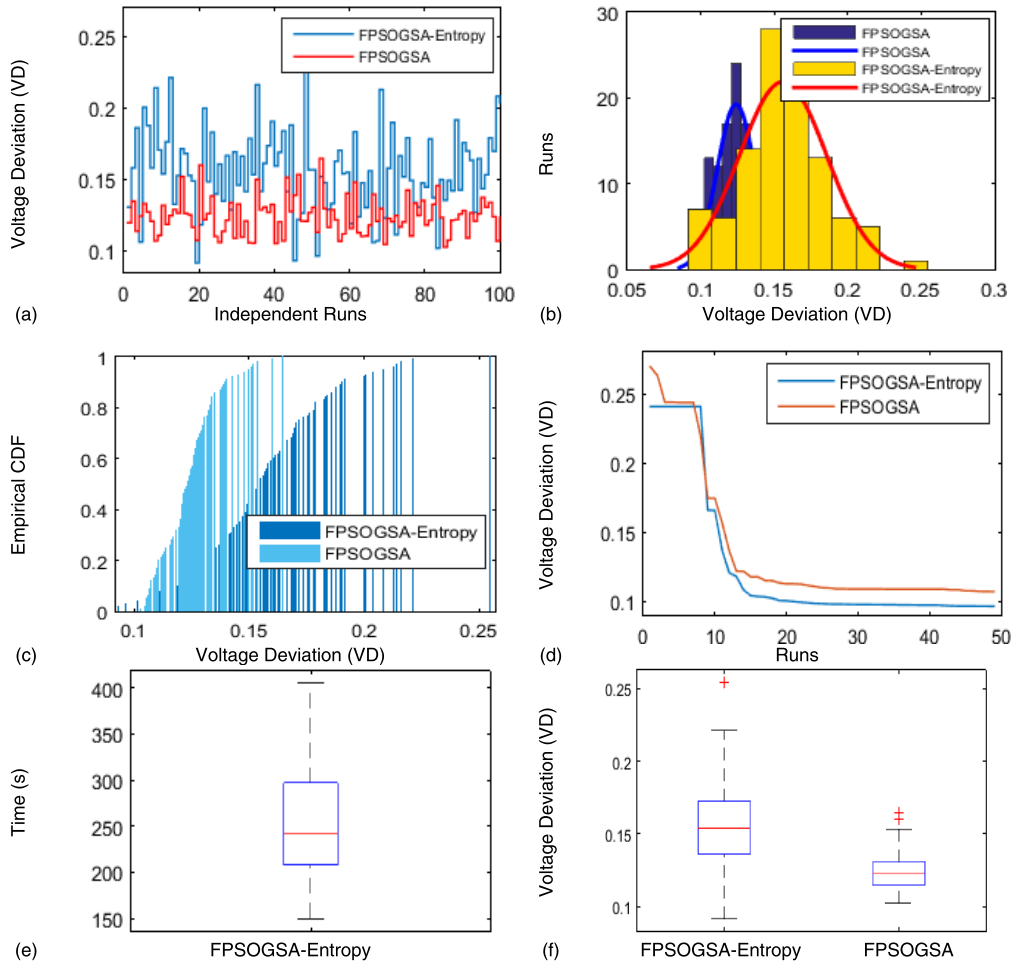 0.25
0.2
0.15
0.1
Voltage Deviation (VD)
FPSOGSA-Entropy
FPSOGSA
0
20
40
60
80
100
Independent Runs
(a)
30
20
10
0
Runs
FPSOGSA
FPSOGSA
FPSOGSA-Entropy
FPSOGSA-Entropy
0.05
0.1
0.15
0.2
0.25
0.3
Voltage Deviation (VD)
(b)
1
0.8
0.6
0.4
0.2
0
Empirical CDF
FPSOGSA-Entropy
FPSOGSA
0.1
0.15
0.2
0.25
Voltage Deviation (VD)
(c)
0.25
0.2
0.15
0.1
Voltage Deviation (VD)
FPSOGSA-Entropy
FPSOGSA
0
10
20
30
40
50
Runs
(d)
400
350
300
250
200
150
Time (s)
FPSOGSA-Entropy
(e)
0.25
0.2
0.15
0.1
Voltage Deviation (VD)
FPSOGSA-Entropy
FPSOGSA
(f)